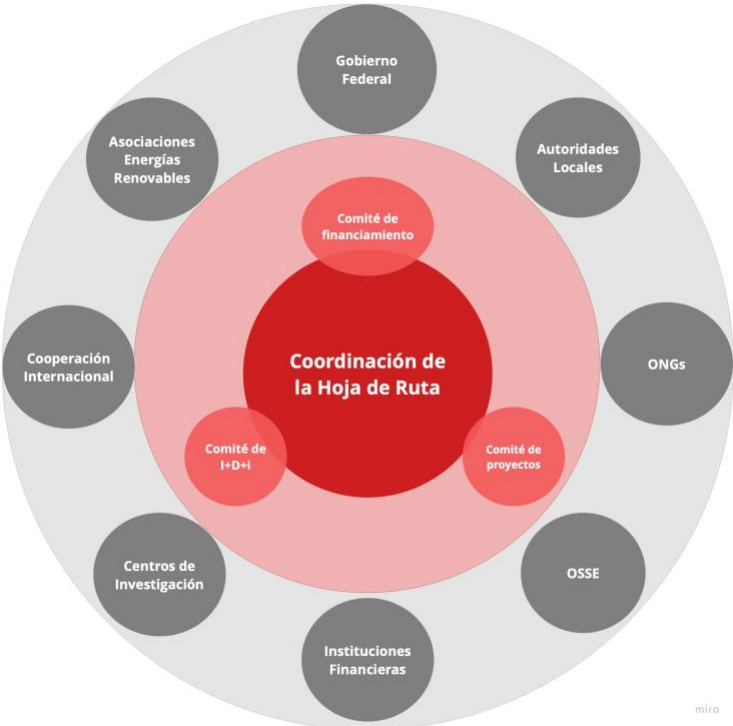 Gobierno
Federal
Asociaciones
Energías
Renovables
Autoridades
Locales
Comité de
financiamiento
Cooperación
Internacional
Coordinación de
la Hoja de Ruta
ONGs
Comité de
I+D+i
Comité de
proyectos
Centros de
Investigación
OSSE
Instituciones
Financieras
miro